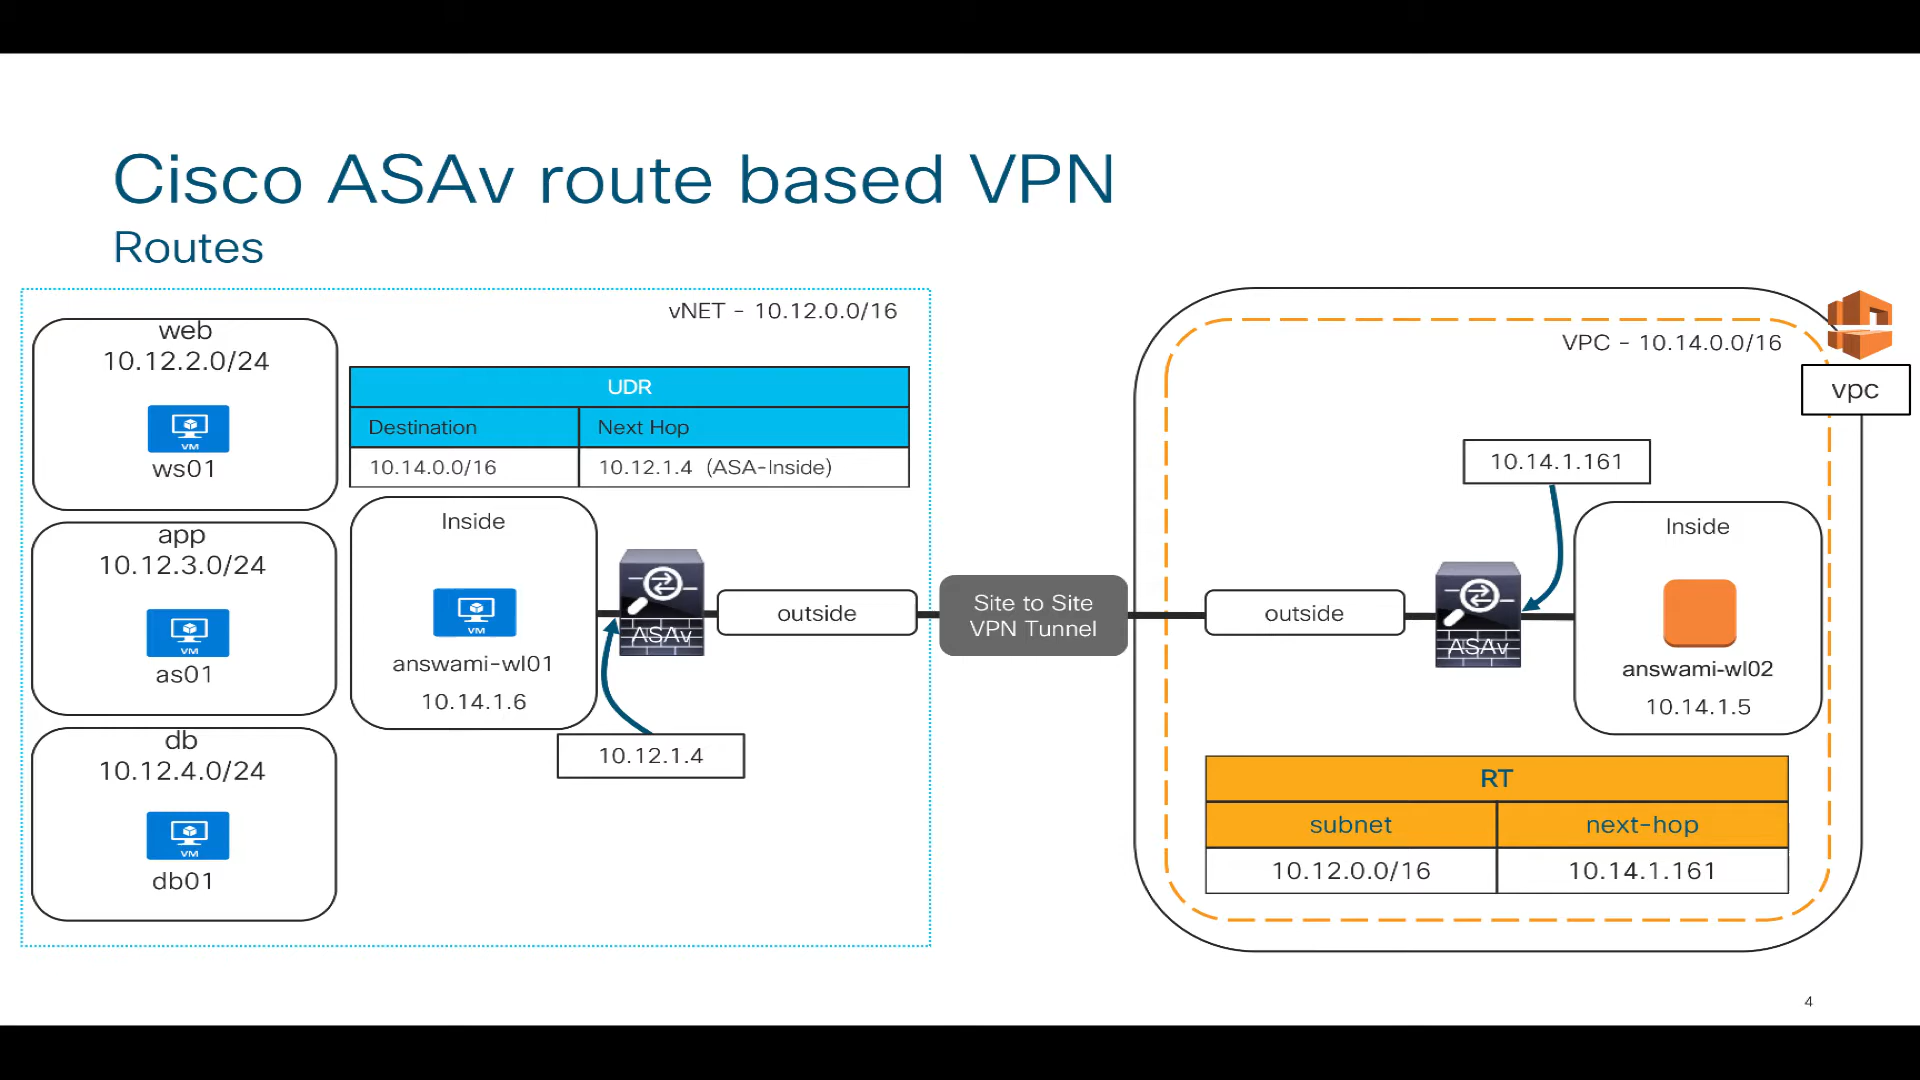 Cisco ASAv route based VPN
Routes
vNET - 10.12.0.0/16
web
10.12.2.0/24
VM
ws01
UDR
Destination Next Hop
10.14.0.0/16 10.12.1.4 (ASA-Inside)
app
10.12.3.0/24
VM
as01
Inside
VM
answami-wl01
10.14.1.6
ASAv
outside
10.12.1.4
db
10.12.4.0/24
VM
db01
Site to Site
VPN Tunnel
VPC - 10.14.0.0/16
vpc
10.14.1.161
outside
ASAv
Inside
answami-wl02
10.14.1.5
RT
subnet next-hop
10.12.0.0/16 10.14.1.161
4